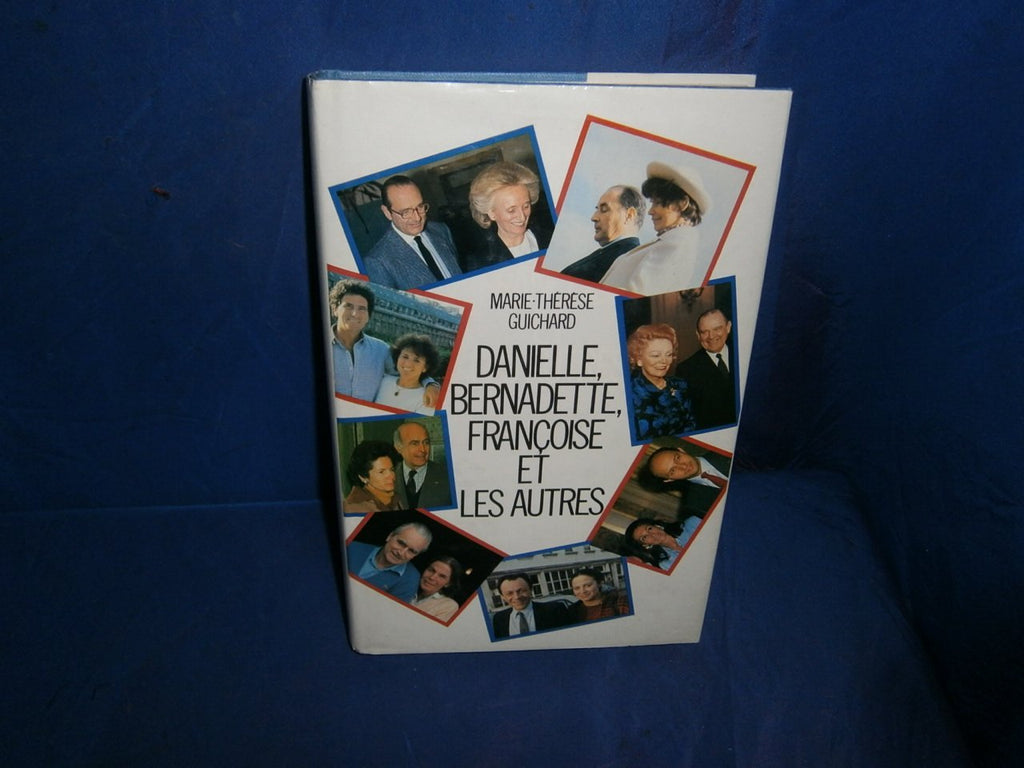 MARIE-THÉRÈSE
GUICHARD
DANIELLE,
BERNADETTE,
FRANÇOISE
ET
LES AUTRES